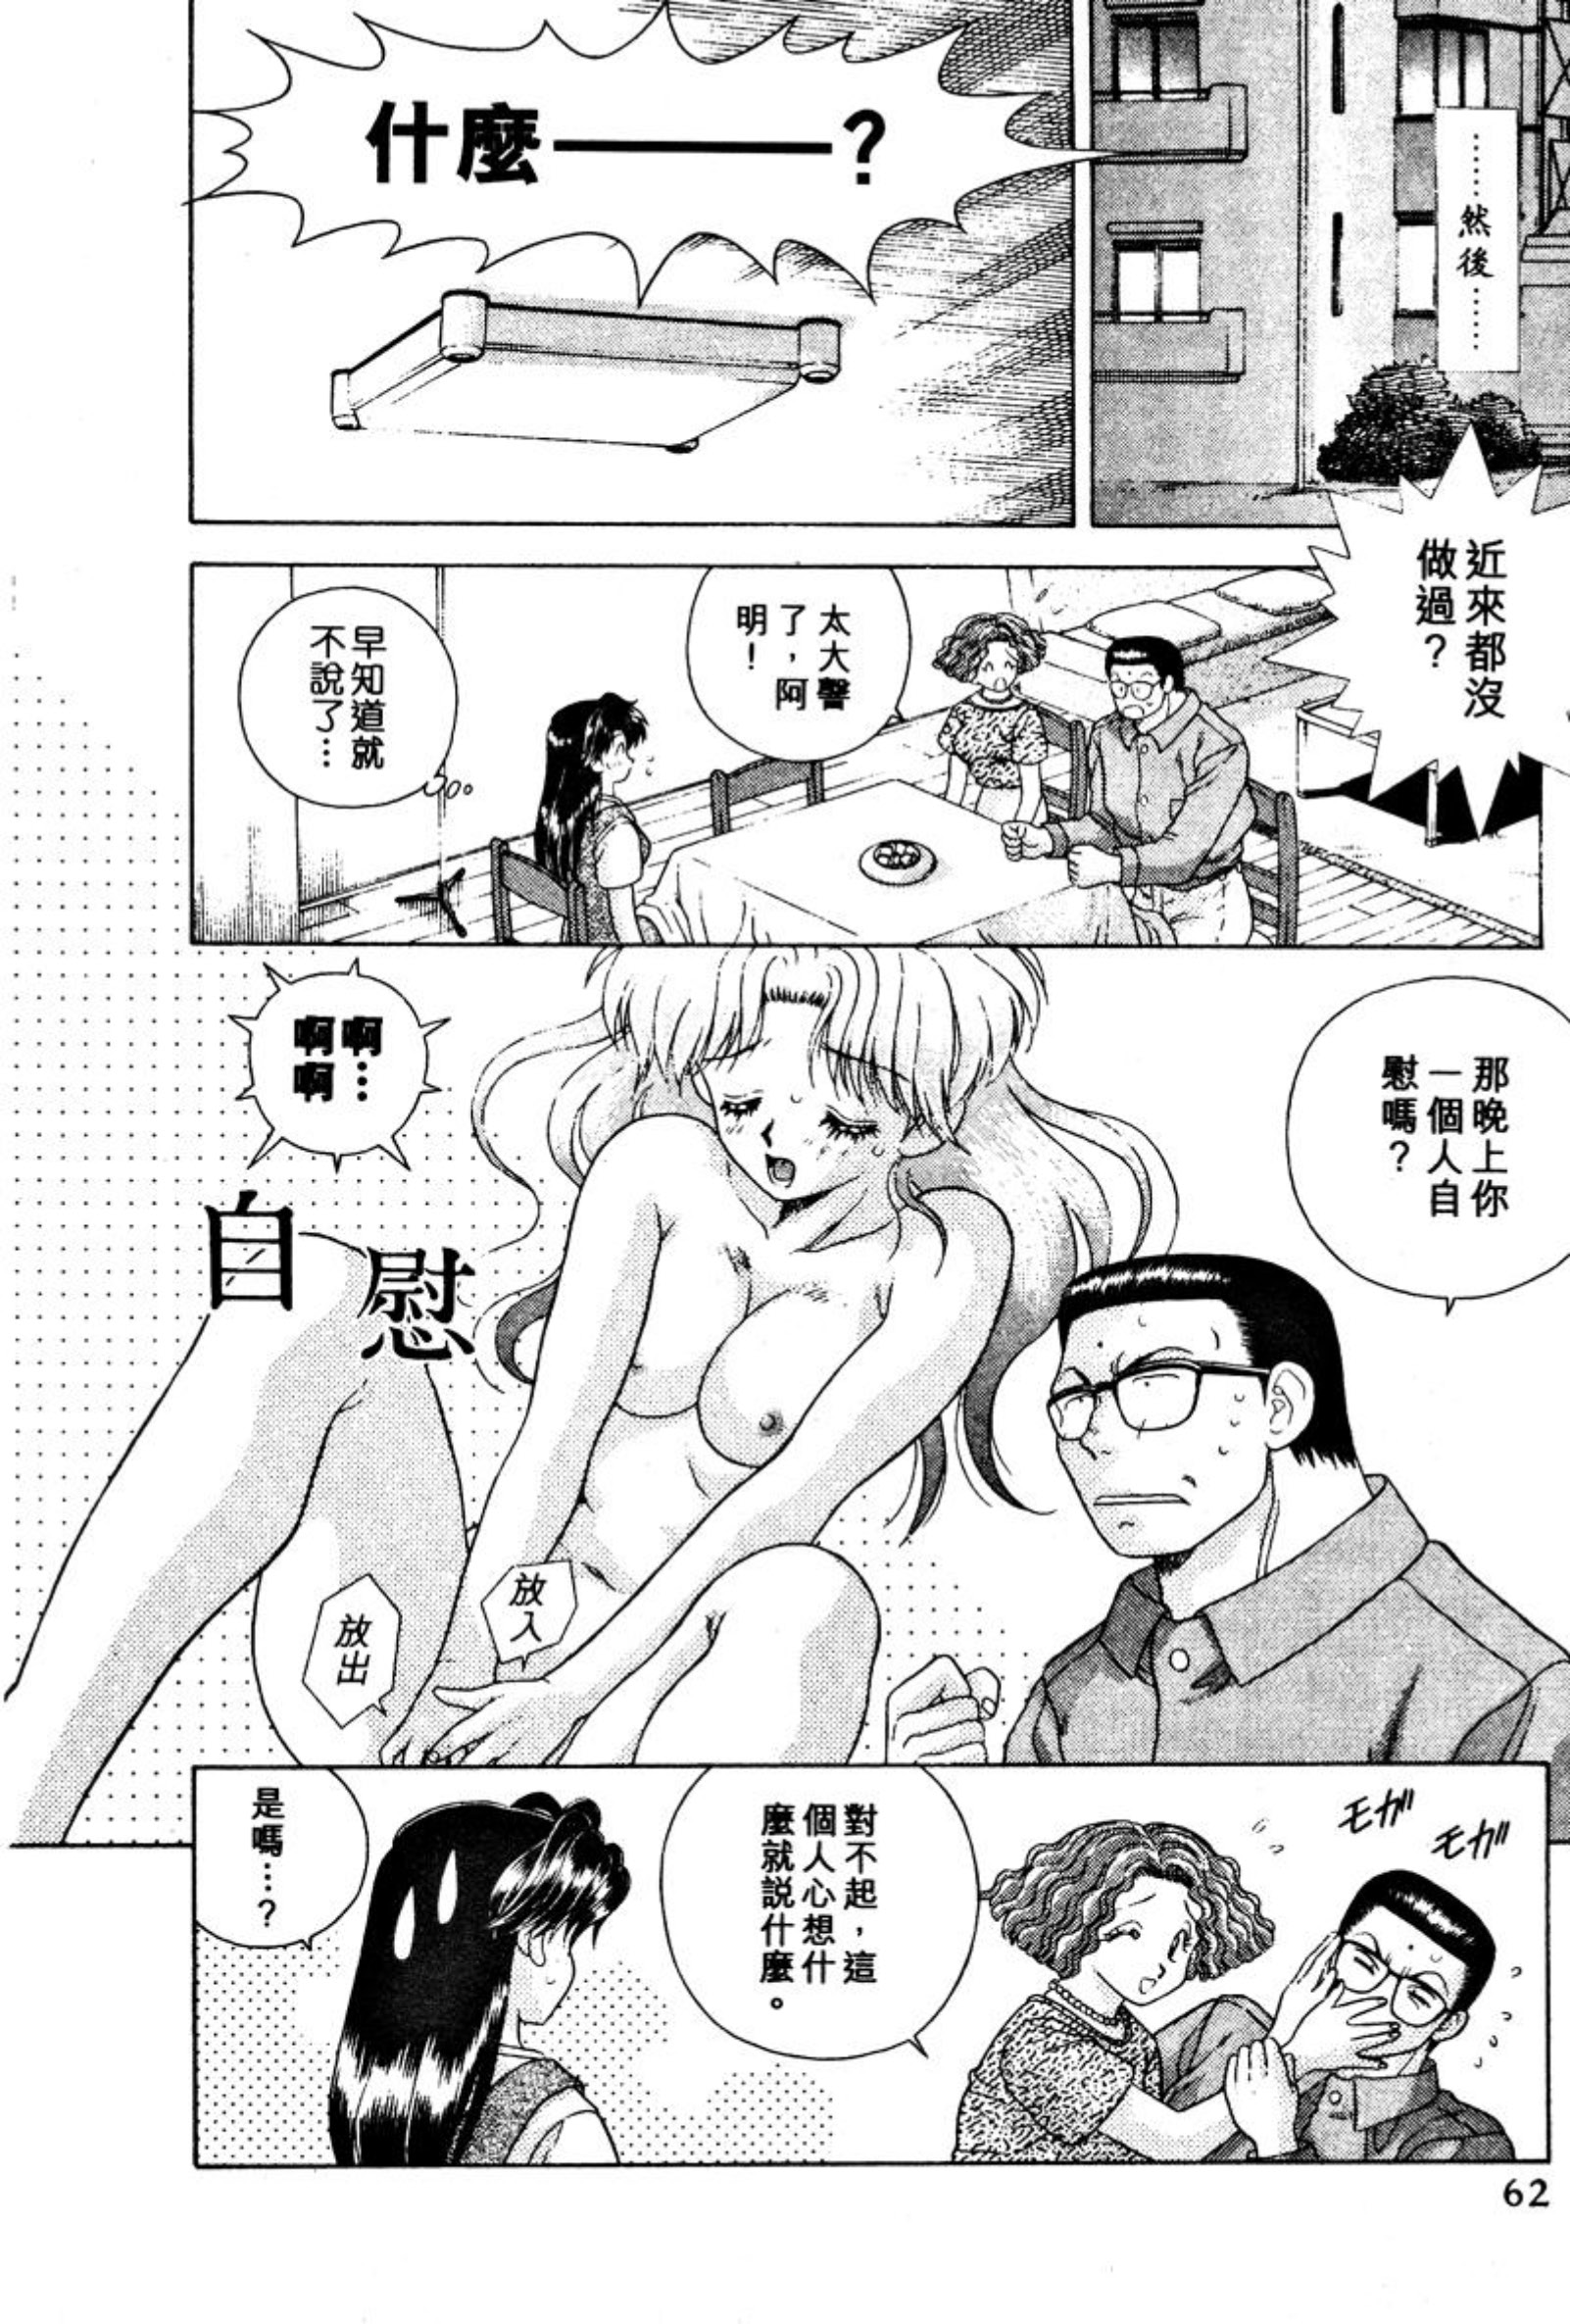 ……然後……
什麼———?
近來都沒
做過？
太大聲
了，阿
明！
早知道就
不說了…
那晚上你
一個人自
慰嗎？
啊…
啊啊
自慰
放入
放出
モガ
モガ
對不起，這
個人心想什
麼就說什麼。
是嗎…？
62